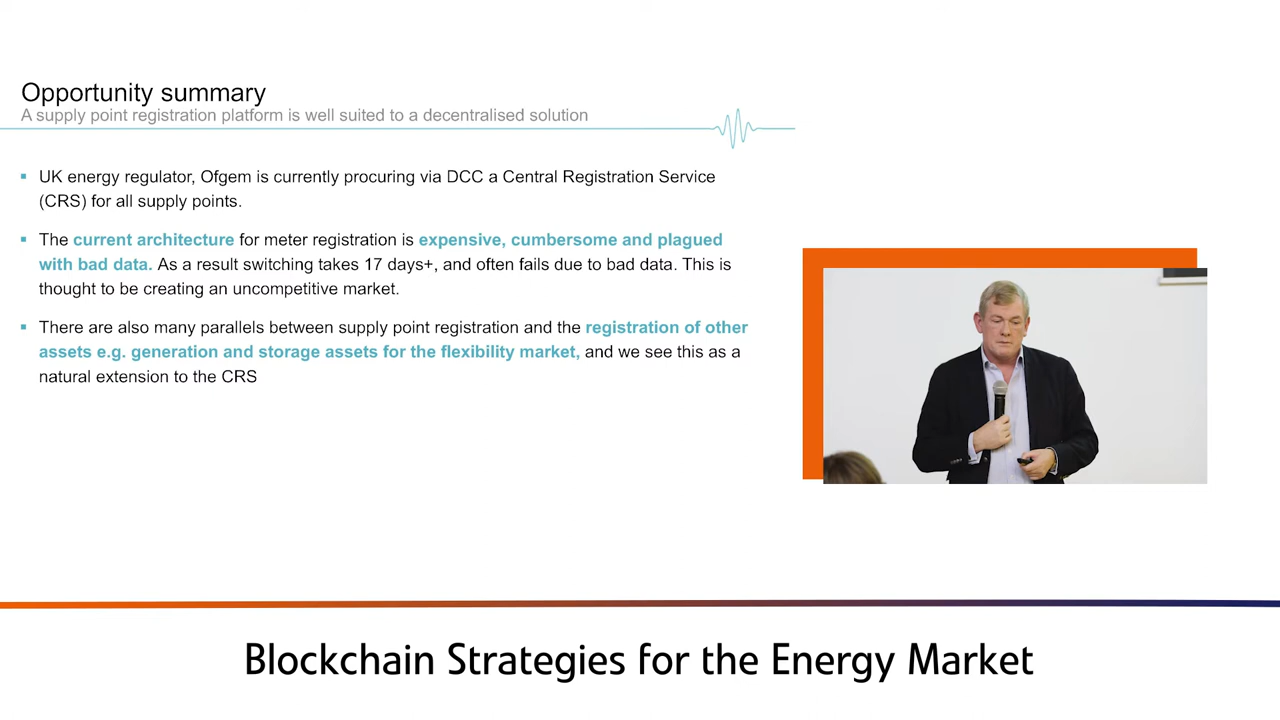 Opportunity summary
A supply point registration platform is well suited to a decentralised solution
▪ UK energy regulator, Ofgem is currently procuring via DCC a Central Registration Service
(CRS) for all supply points.
▪ The current architecture for meter registration is expensive, cumbersome and plagued
with bad data. As a result switching takes 17 days+, and often fails due to bad data. This is
thought to be creating an uncompetitive market.
▪ There are also many parallels between supply point registration and the registration of other
assets e.g. generation and storage assets for the flexibility market, and we see this as a
natural extension to the CRS
Blockchain Strategies for the Energy Market